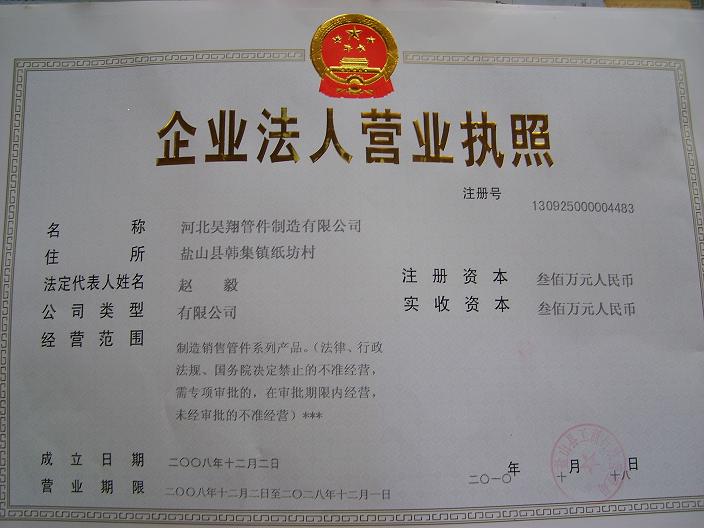 企业法人营业执照
注册号 130925000004483
名称 河北昊翔管件制造有限公司
住所 盐山县韩集镇纸坊村
法定代表人姓名 赵毅
注册资本 叁佰万元人民币
公司类型 有限公司
实收资本 叁佰万元人民币
经营范围
制造销售管件系列产品。（法律、行政
法规、国务院决定禁止的不准经营，
需专项审批的，在审批期限内经营，
未经审批的不准经营）***
成立日期 二〇〇八年十二月二日
营业期限 二〇〇八年十二月二日至二〇二八年十二月一日
二〇一〇年十月十八日